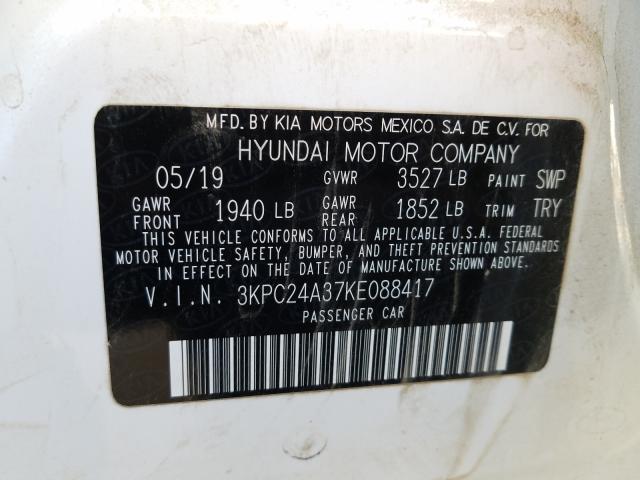 MFD. BY KIA MOTORS MEXICO S.A. DE C.V. FOR
HYUNDAI MOTOR COMPANY
05/19 GVWR 3527 LB PAINT SWP
GAWR FRONT 1940 LB GAWR REAR 1852 LB TRIM TRY
THIS VEHICLE CONFORMS TO ALL APPLICABLE U.S.A. FEDERAL
MOTOR VEHICLE SAFETY, BUMPER, AND THEFT PREVENTION STANDARDS
IN EFFECT ON THE DATE OF MANUFACTURE SHOWN ABOVE.
V.I.N. 3KPC24A37KE088417
PASSENGER CAR